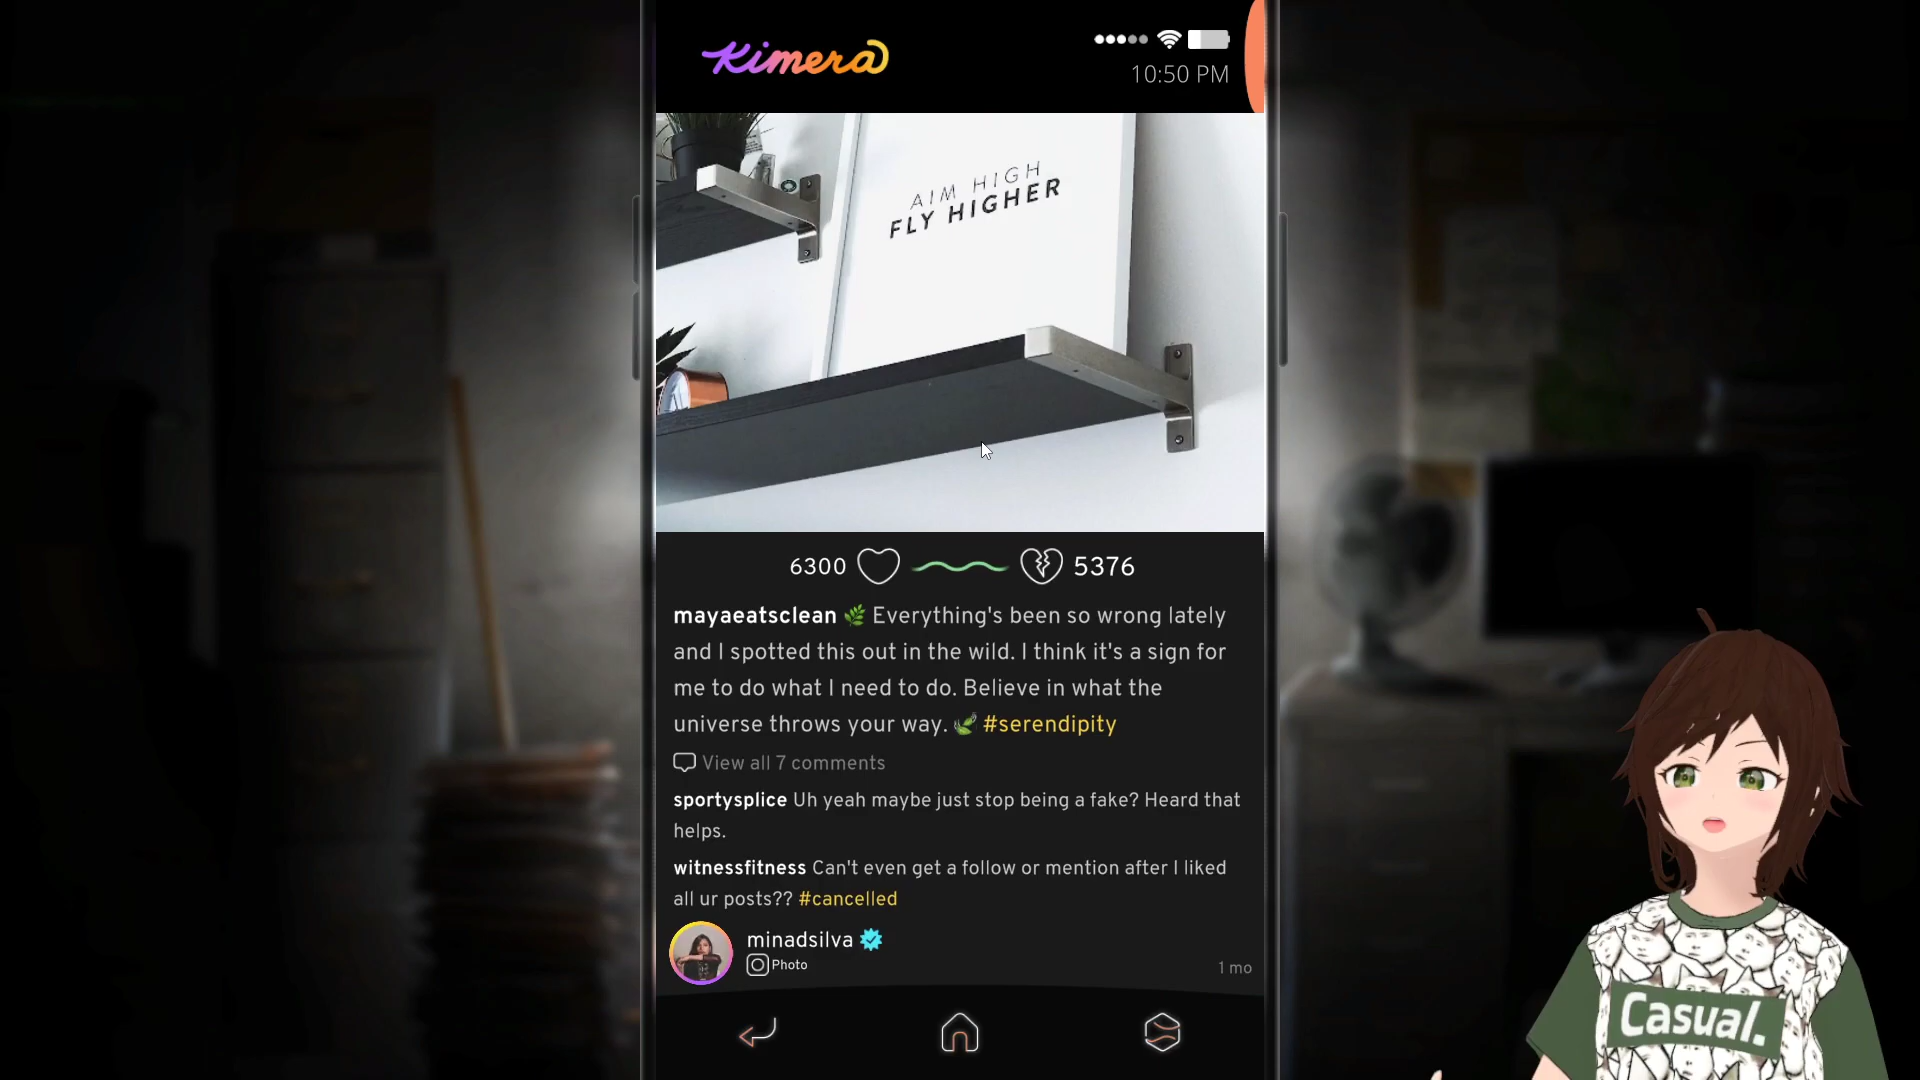 Kimera
10:50 PM
AIM HIGH
FLY HIGHER
6300
5376
mayaeatsclean 🌿 Everything's been so wrong lately
and I spotted this out in the wild. I think it's a sign for
me to do what I need to do. Believe in what the
universe throws your way. 🍃 #serendipity
View all 7 comments
sportysplice Uh yeah maybe just stop being a fake? Heard that
helps.
witnessfitness Can't even get a follow or mention after I liked
all ur posts?? #cancelled
minadsilva
Photo
1 mo
Casual.